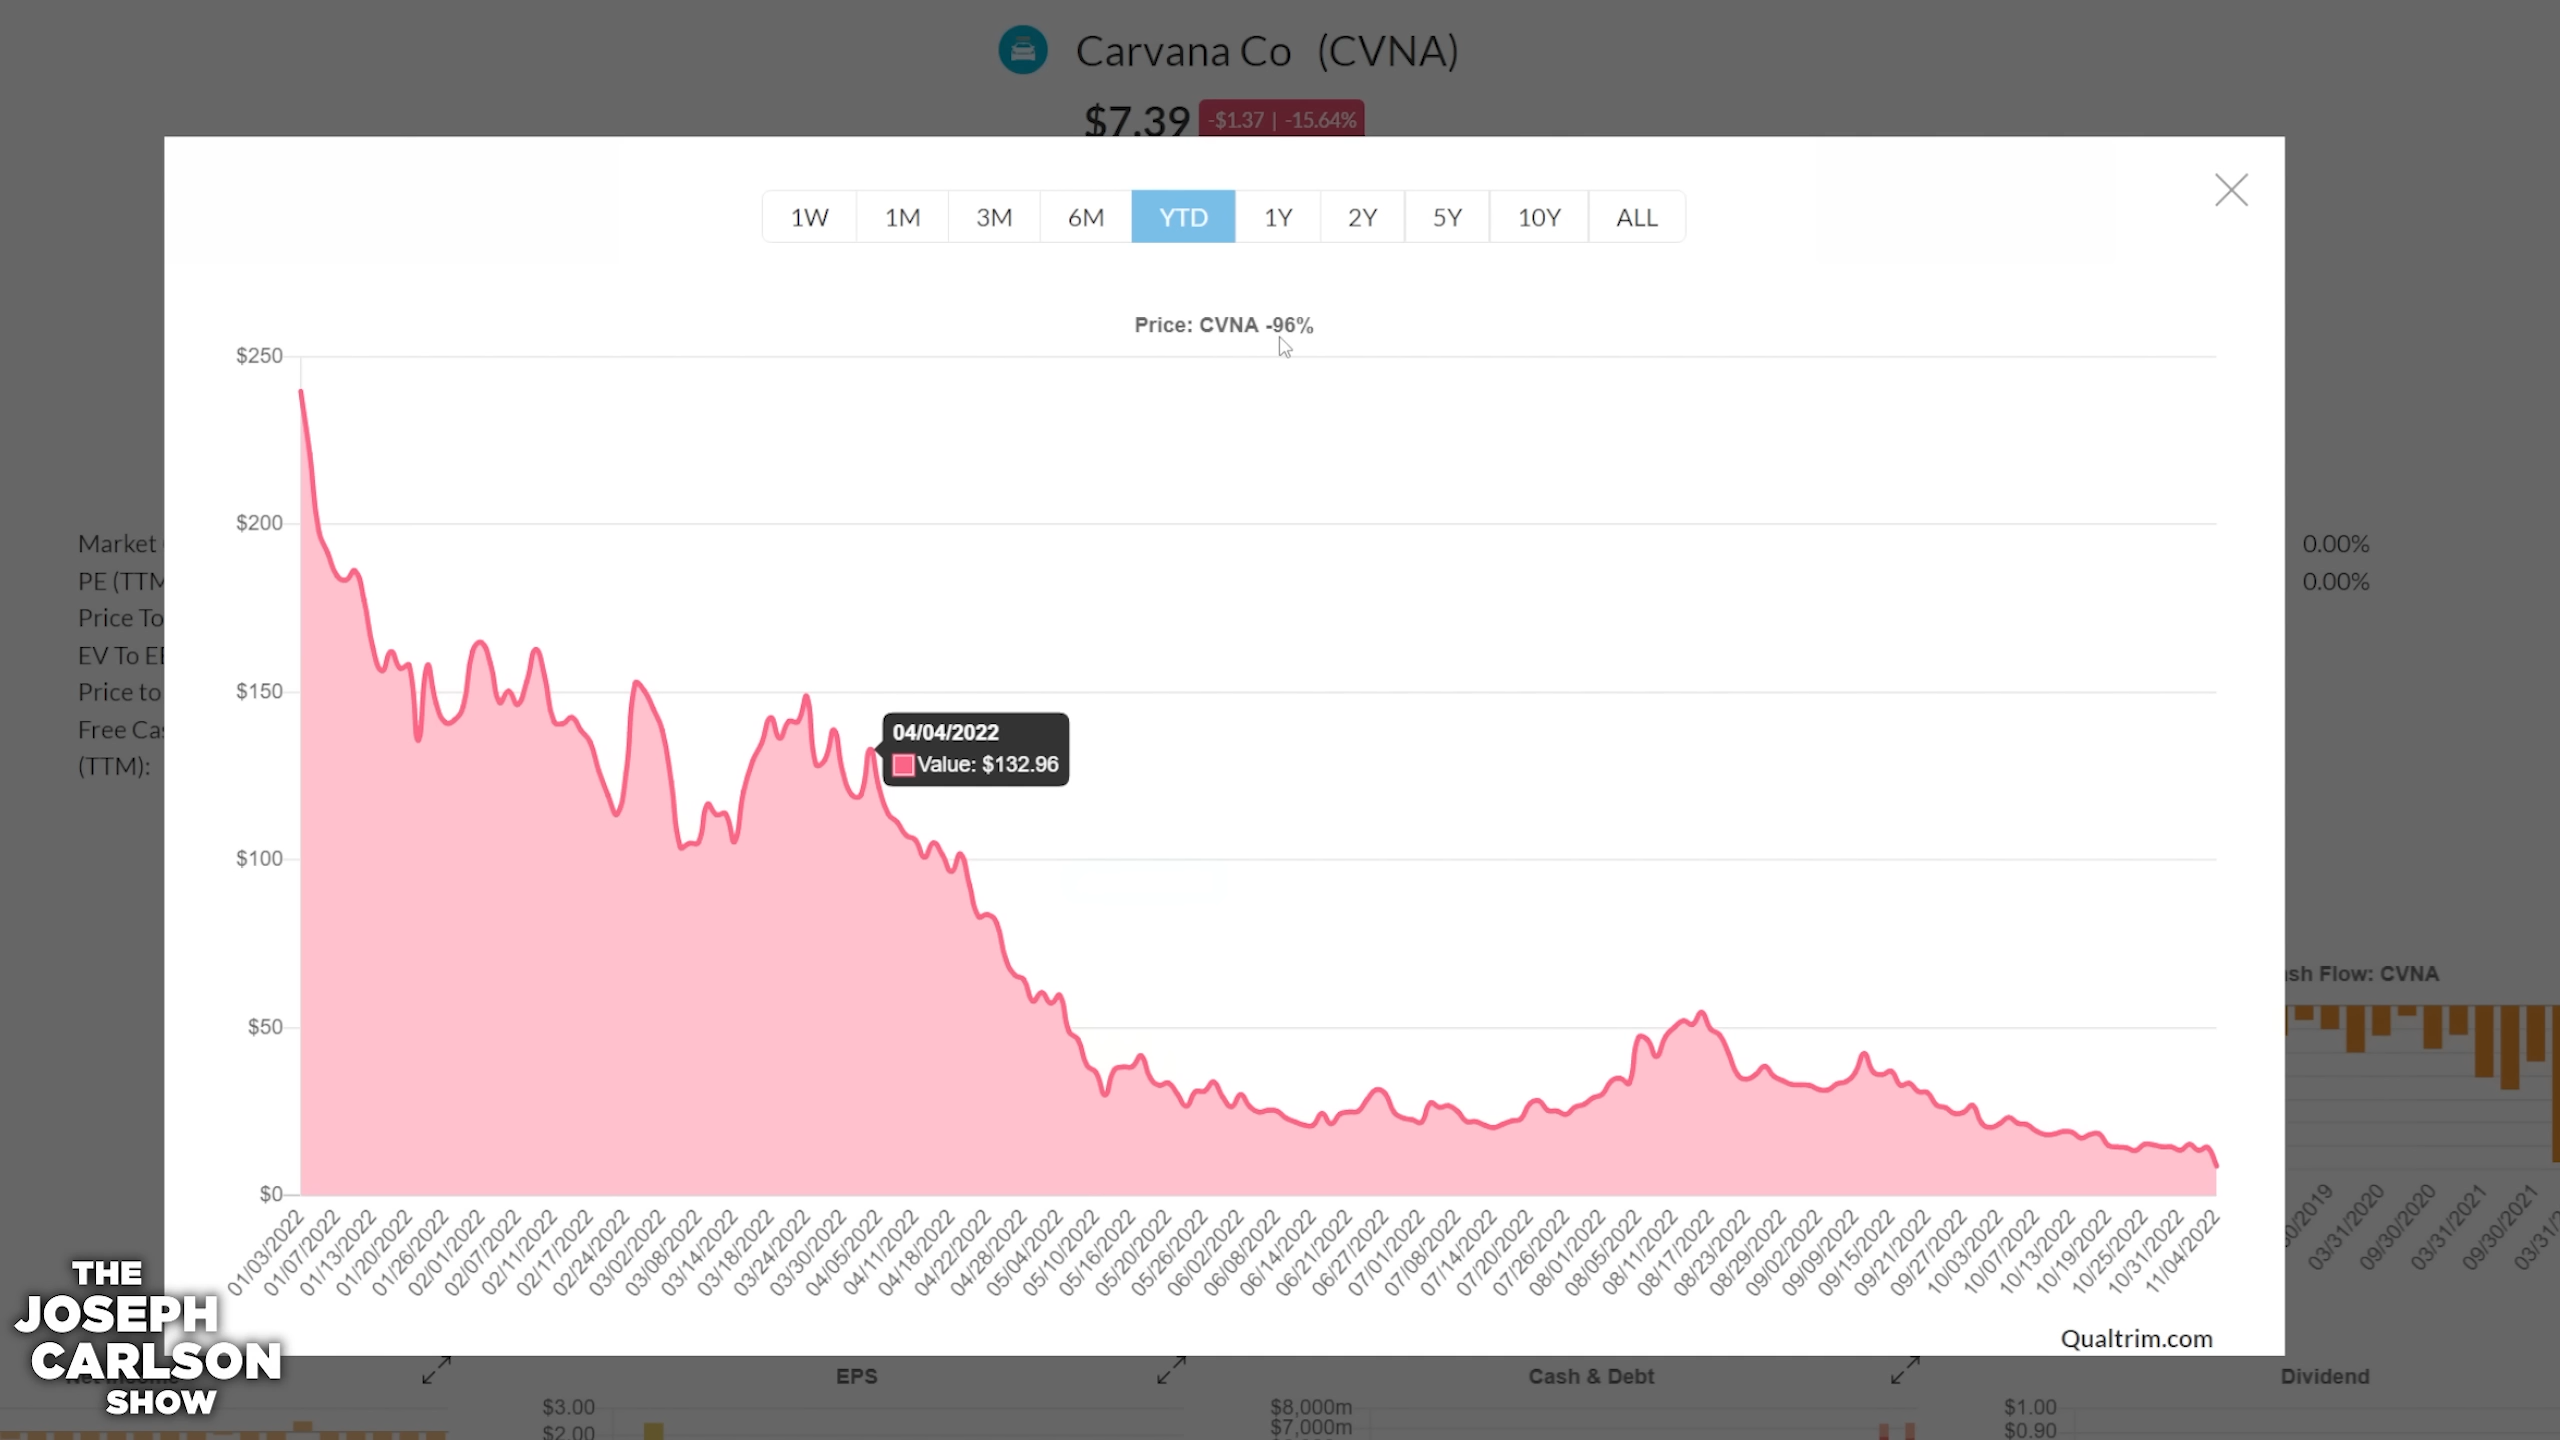 Carvana Co (CVNA)
$7.39 -$1.37 | -15.64%
1W 1M 3M 6M YTD 1Y 2Y 5Y 10Y ALL
Price: CVNA -96%
$250
$200
$150
$100
$50
$0
04/04/2022
Value: $132.96
Market
PE (TTM
Price To
EV To
Price to
Free
(TTM):
0.00%
0.00%
01/03/2022 01/07/2022 01/13/2022 01/20/2022 01/26/2022 02/01/2022 02/07/2022 02/11/2022 02/17/2022 02/24/2022 03/02/2022 03/08/2022 03/14/2022 03/18/2022 03/24/2022 03/30/2022 04/05/2022 04/11/2022 04/18/2022 04/22/2022 04/28/2022 05/04/2022 05/10/2022 05/16/2022 05/20/2022 05/26/2022 06/02/2022 06/08/2022 06/14/2022 06/21/2022 06/27/2022 07/01/2022 07/08/2022 07/14/2022 07/20/2022 07/26/2022 08/01/2022 08/05/2022 08/11/2022 08/17/2022 08/23/2022 08/29/2022 09/02/2022 09/09/2022 09/15/2022 09/21/2022 09/27/2022 10/03/2022 10/07/2022 10/13/2022 10/19/2022 10/25/2022 10/31/2022 11/04/2022
Qualtrim.com
sh Flow: CVNA
30/2019 03/31/2020 09/30/2020 03/31/2021 09/30/2021 03/31/2
THE
JOSEPH
CARLSON
SHOW
EPS
Cash & Debt
Dividend
$3.00
$2.00
$8,000m
$7,000m
$1.00
$0.90